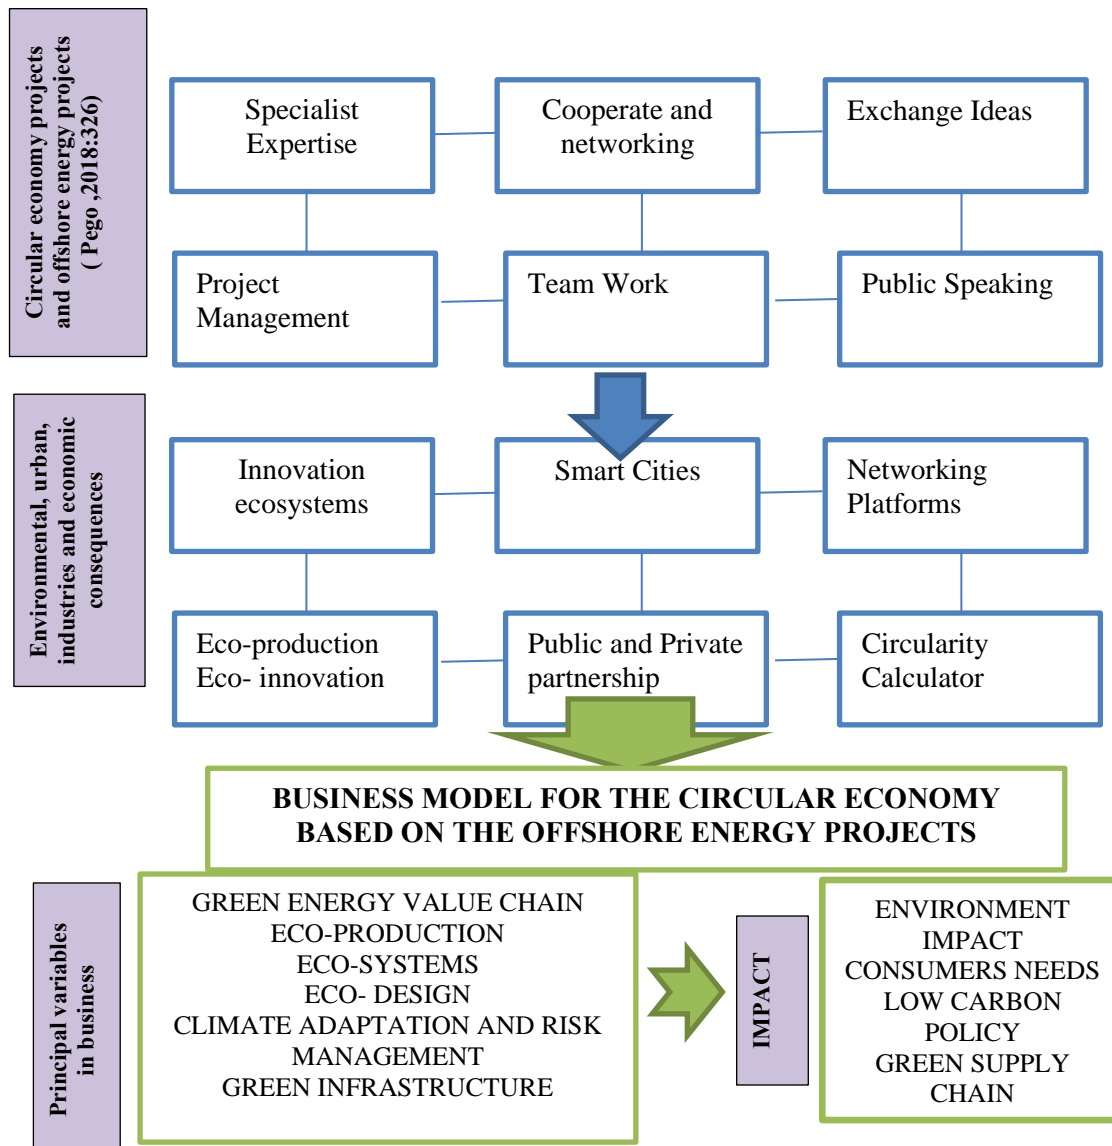 Circular economy projects
and offshore energy projects
( Pego ,2018:326)
Specialist
Expertise
Cooperate and
networking
Exchange Ideas
Project
Management
Team Work
Public Speaking
Environmental, urban,
industries and economic
consequences
Innovation
ecosystems
Smart Cities
Networking
Platforms
Eco-production
Eco- innovation
Public and Private
partnership
Circularity
Calculator
BUSINESS MODEL FOR THE CIRCULAR ECONOMY
BASED ON THE OFFSHORE ENERGY PROJECTS
Principal variables
in business
GREEN ENERGY VALUE CHAIN
ECO-PRODUCTION
ECO-SYSTEMS
ECO- DESIGN
CLIMATE ADAPTATION AND RISK
MANAGEMENT
GREEN INFRASTRUCTURE
IMPACT
ENVIRONMENT
IMPACT
CONSUMERS NEEDS
LOW CARBON
POLICY
GREEN SUPPLY
CHAIN